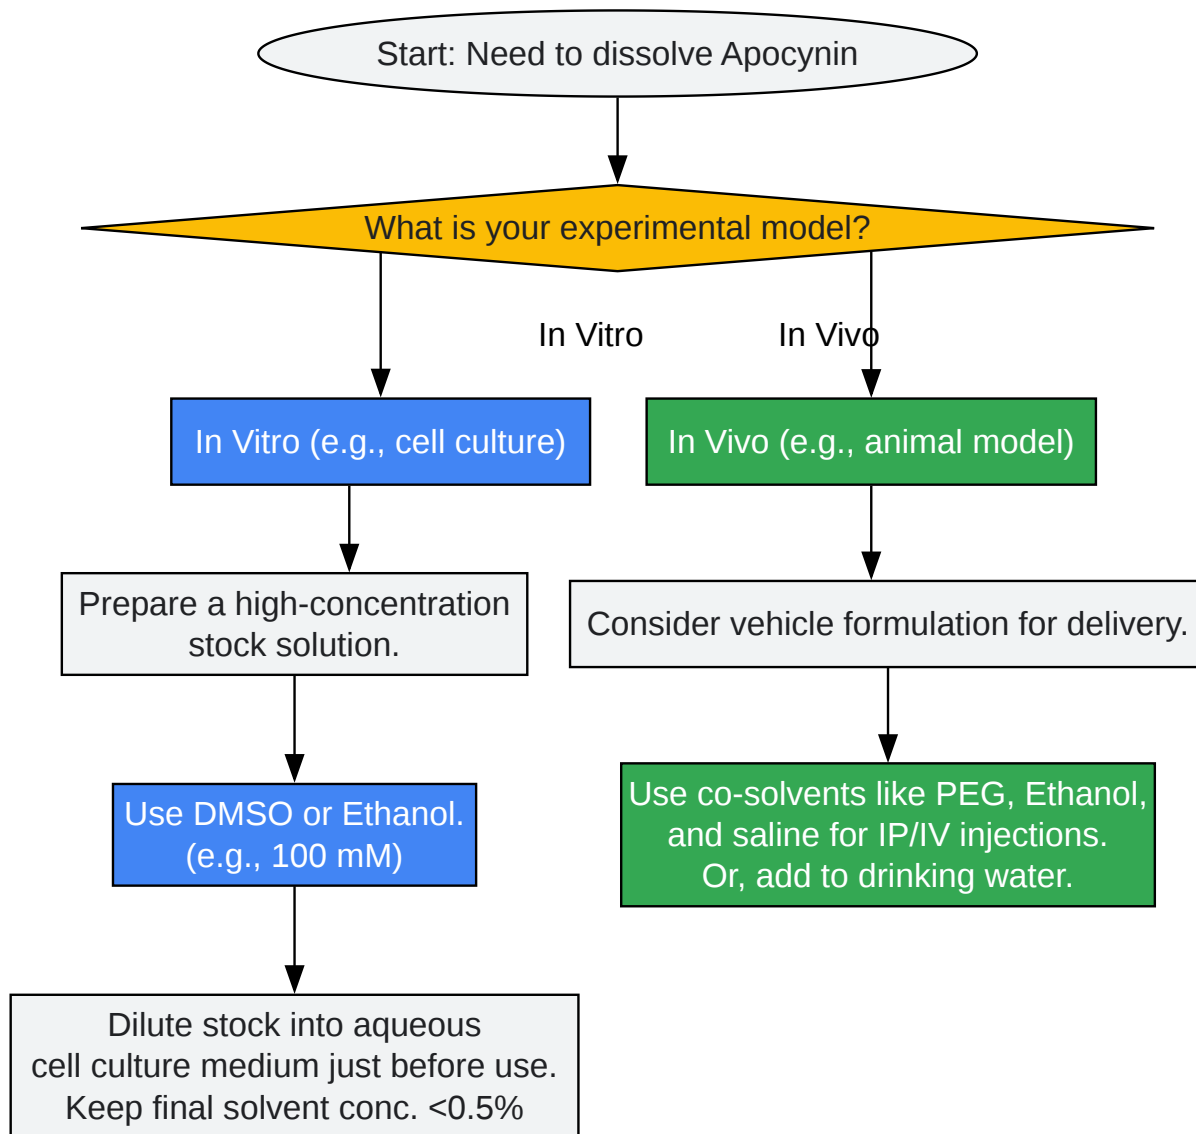 Start: Need to dissolve Apocynin
What is your experimental model?
In Vitro
In Vivo
In Vitro (e.g., cell culture)
In Vivo (e.g., animal model)
Prepare a high-concentration
stock solution.
Consider vehicle formulation for delivery.
Use DMSO or Ethanol.
(e.g., 100 mM)
Use co-solvents like PEG, Ethanol,
and saline for IP/IV injections.
Or, add to drinking water.
Dilute stock into aqueous
cell culture medium just before use.
Keep final solvent conc. <0.5%